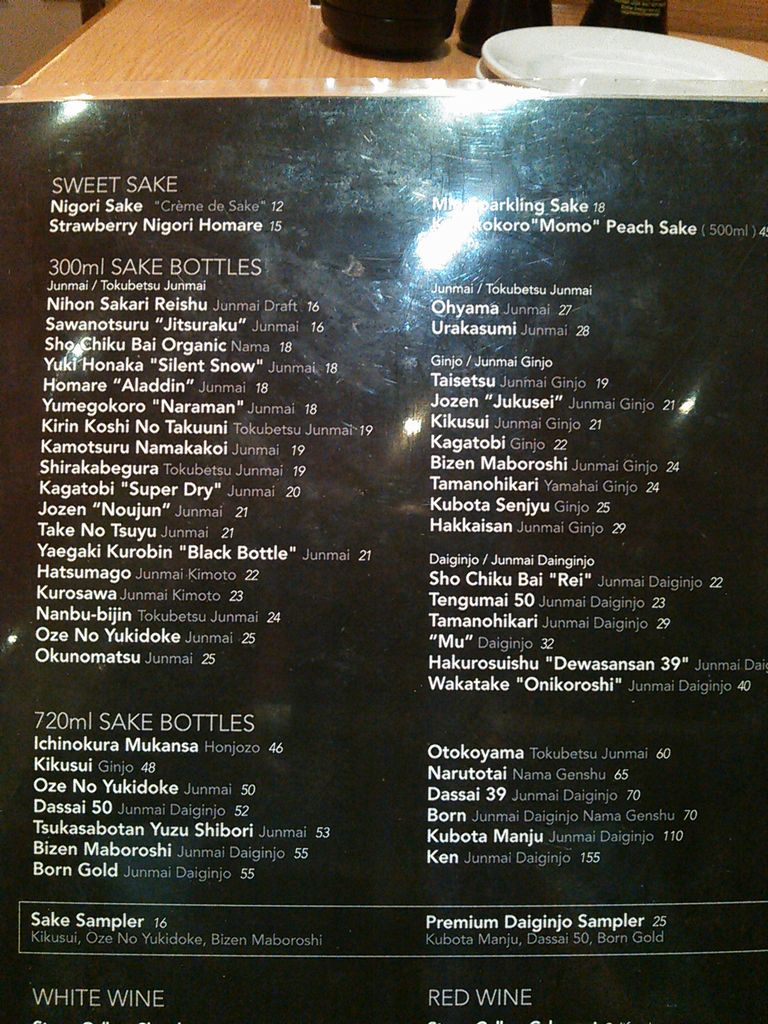 SWEET SAKE
Nigori Sake "Crème de Sake" 12
Strawberry Nigori Homare 15
Sparkling Sake 18
"Momo" Peach Sake ( 500ml )
300ml SAKE BOTTLES
Junmai / Tokubetsu Junmai
Nihon Sakari Reishu Junmai Draft 16
Sawanotsuru “Jitsuraku” Junmai 16
Sho Chiku Bai Organic Nama 18
Yuki Honaka "Silent Snow" Junmai 18
Homare “Aladdin” Junmai 18
Yumegokoro "Naraman" Junmai 18
Kirin Koshi No Takuuni Tokubetsu Junmai 19
Kamotsuru Namakakoi Junmai 19
Shirakabegura Tokubetsu Junmai 19
Kagatobi "Super Dry" Junmai 20
Jozen “Noujun” Junmai 21
Take No Tsuyu Junmai 21
Yaegaki Kurobin "Black Bottle" Junmai 21
Hatsumago Junmai Kimoto 22
Kurosawa Junmai Kimoto 23
Nanbu-bijin Tokubetsu Junmai 24
Oze No Yukidoke Junmai 25
Okunomatsu Junmai 25
Junmai / Tokubetsu Junmai
Ohyama Junmai 27
Urakasumi Junmai 28
Ginjo / Junmai Ginjo
Taisetsu Junmai Ginjo 19
Jozen “Jukusei” Junmai Ginjo 21
Kikusui Junmai Ginjo 21
Kagatobi Ginjo 22
Bizen Maboroshi Junmai Ginjo 24
Tamanohikari Yamahai Ginjo 24
Kubota Senjyu Ginjo 25
Hakkaisan Junmai Ginjo 29
Daiginjo / Junmai Dainginjo
Sho Chiku Bai "Rei" Junmai Daiginjo 22
Tengumai 50 Junmai Daiginjo 23
Tamanohikari Junmai Daiginjo 29
“Mu” Daiginjo 32
Hakurosuishu "Dewasansan 39" Junmai
Wakatake "Onikoroshi" Junmai Daiginjo 40
720ml SAKE BOTTLES
Ichinokura Mukansa Honjozo 46
Kikusui Ginjo 48
Oze No Yukidoke Junmai 50
Dassai 50 Junmai Daiginjo 52
Tsukasabotan Yuzu Shibori Junmai 53
Bizen Maboroshi Junmai Daiginjo 55
Born Gold Junmai Daiginjo 55
Otokoyama Tokubetsu Junmai 60
Narutotai Nama Genshu 65
Dassai 39 Junmai Daiginjo 70
Born Junmai Daiginjo Nama Genshu 70
Kubota Manju Junmai Daiginjo 110
Ken Junmai Daiginjo 155
Sake Sampler 16
Kikusui, Oze No Yukidoke, Bizen Maboroshi
Premium Daiginjo Sampler 25
Kubota Manju, Dassai 50, Born Gold
WHITE WINE
RED WINE